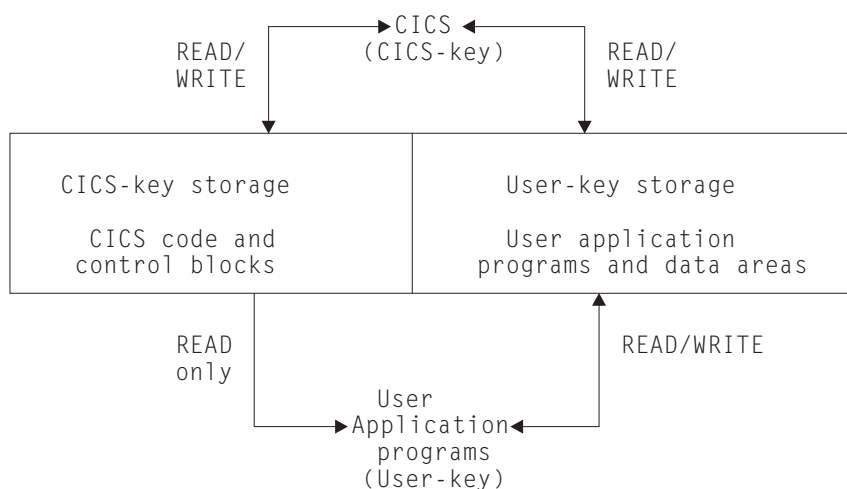 CICS
(CICS-key)
READ/
WRITE
READ/
WRITE
CICS-key storage
CICS code and
control blocks
User-key storage
User application
programs and data areas
READ
only
READ/WRITE
User
Application
programs
(User-key)